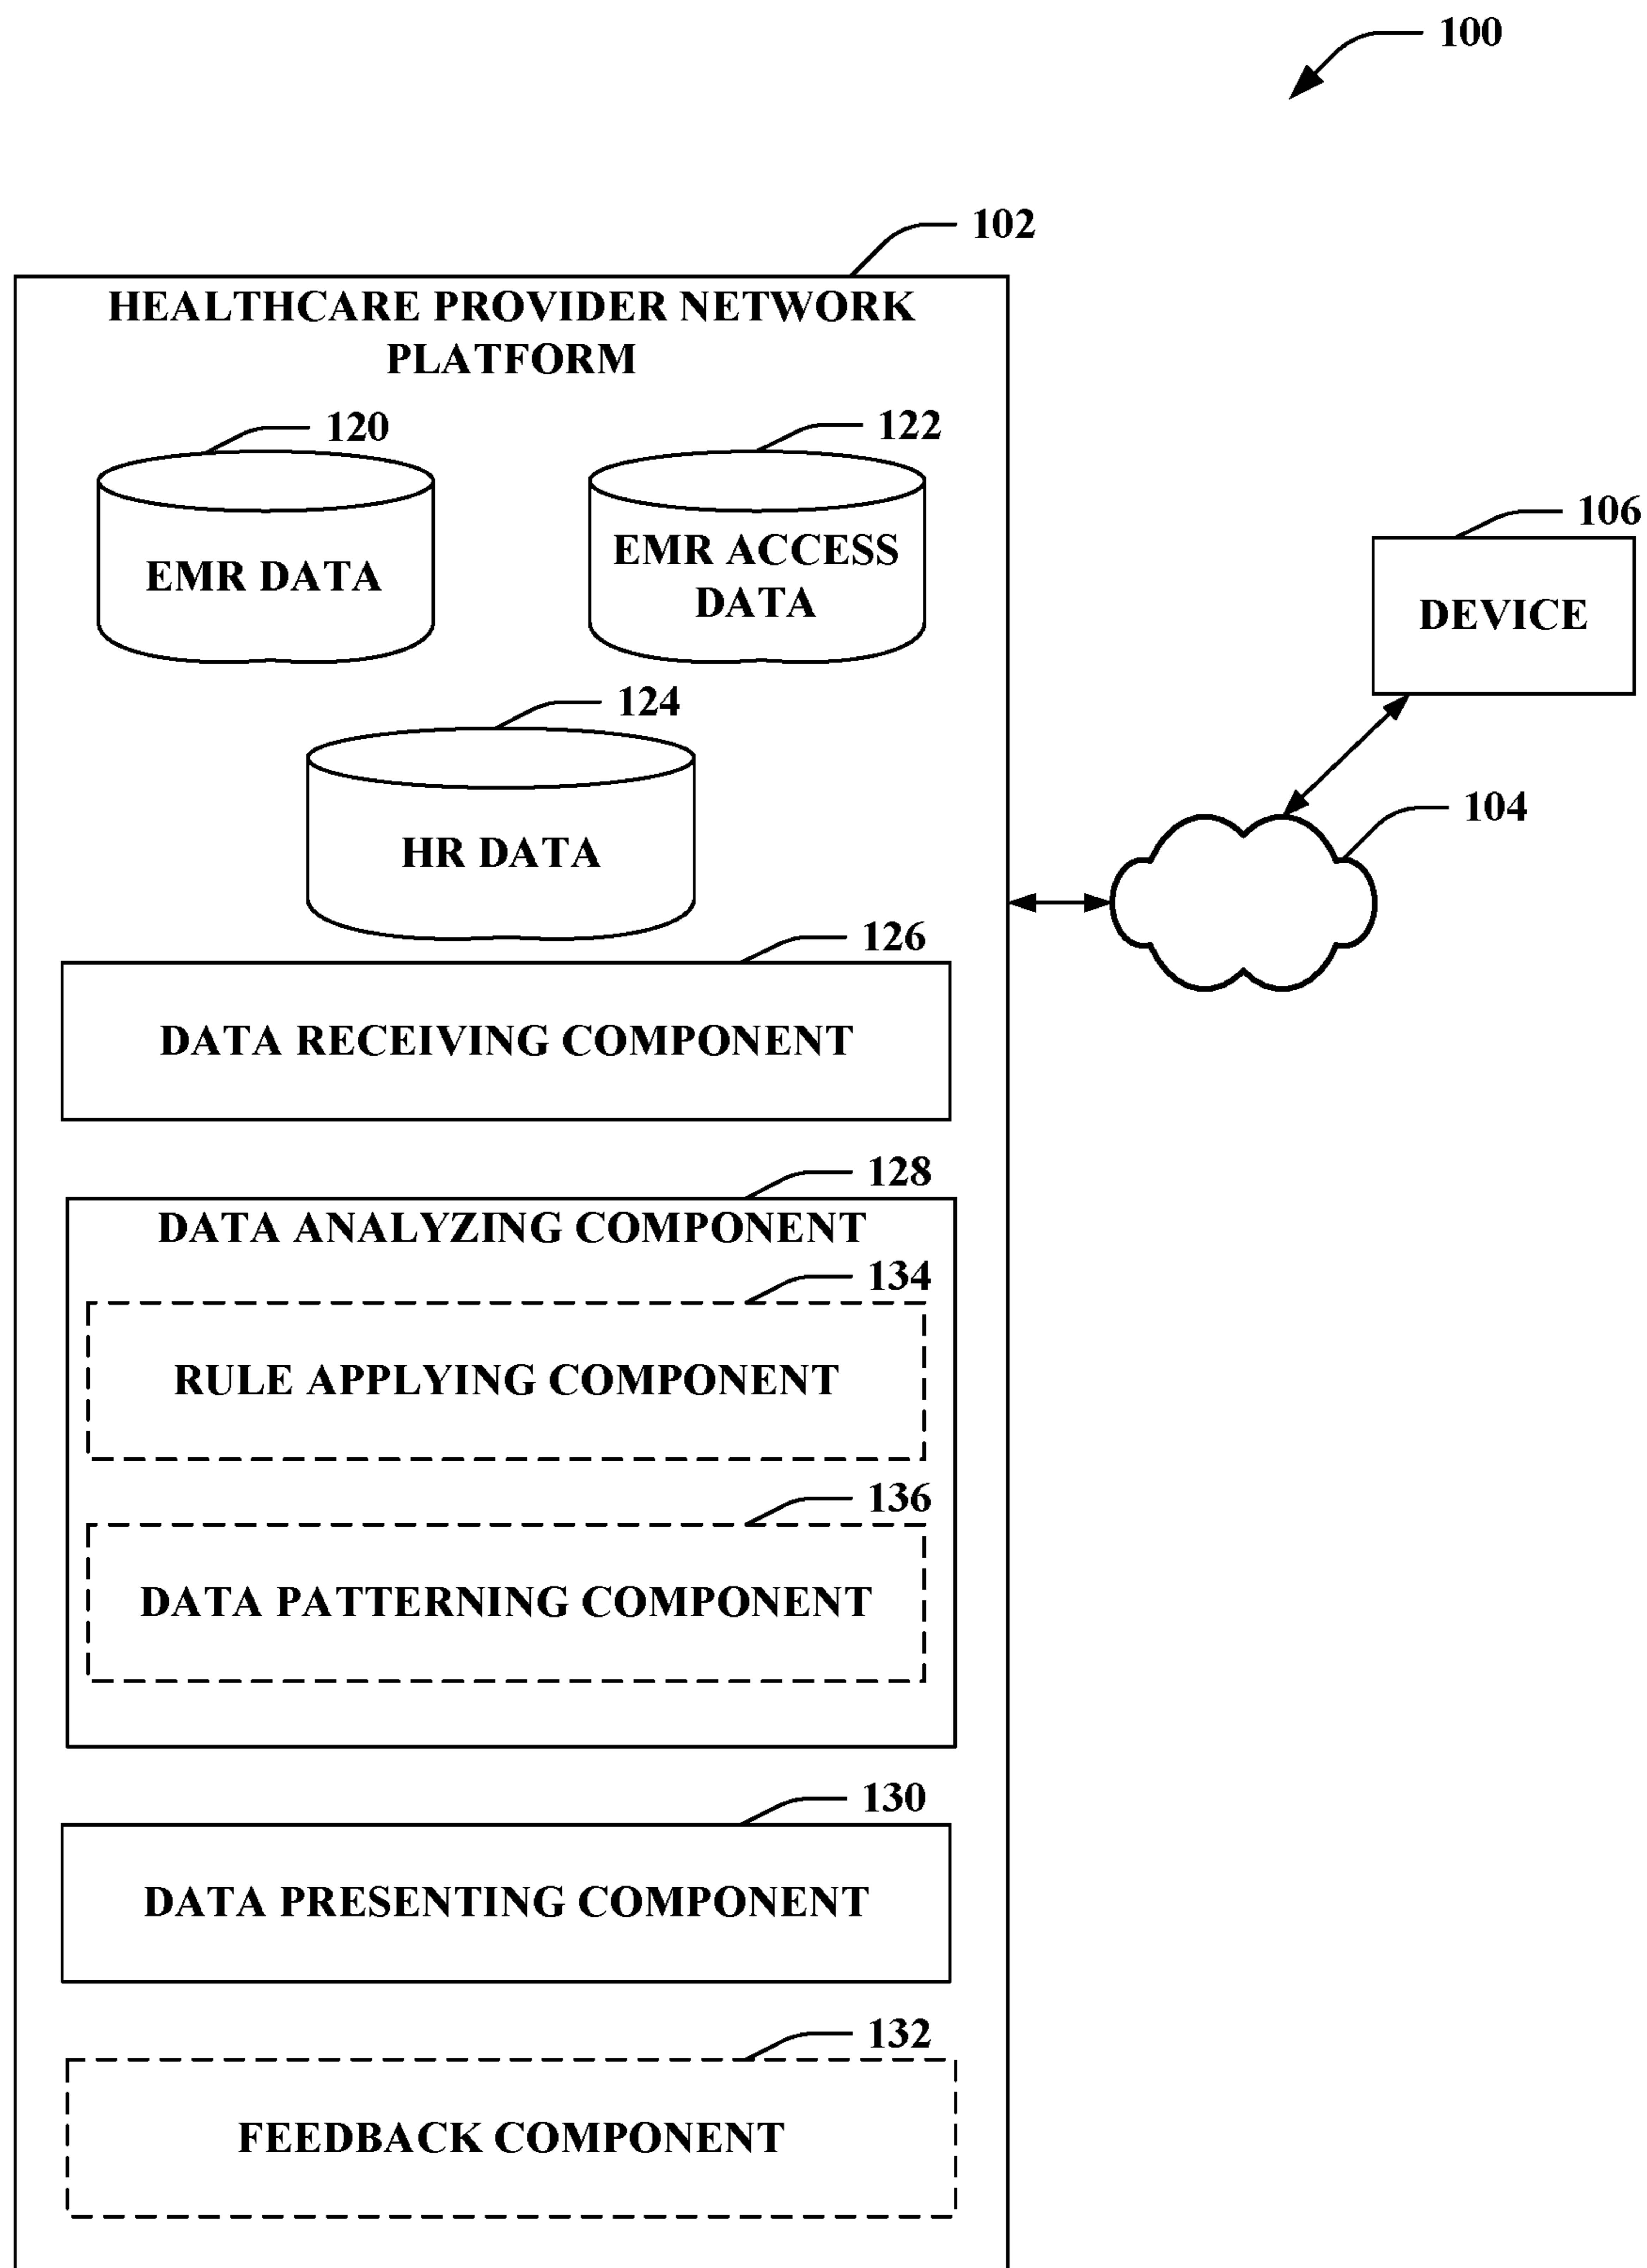 100
102
HEALTHCARE PROVIDER NETWORK
PLATFORM
120
122
EMR DATA
EMR ACCESS
DATA
106
DEVICE
124
HR DATA
104
126
DATA RECEIVING COMPONENT
128
DATA ANALYZING COMPONENT
134
RULE APPLYING COMPONENT
136
DATA PATTERNING COMPONENT
130
DATA PRESENTING COMPONENT
132
FEEDBACK COMPONENT